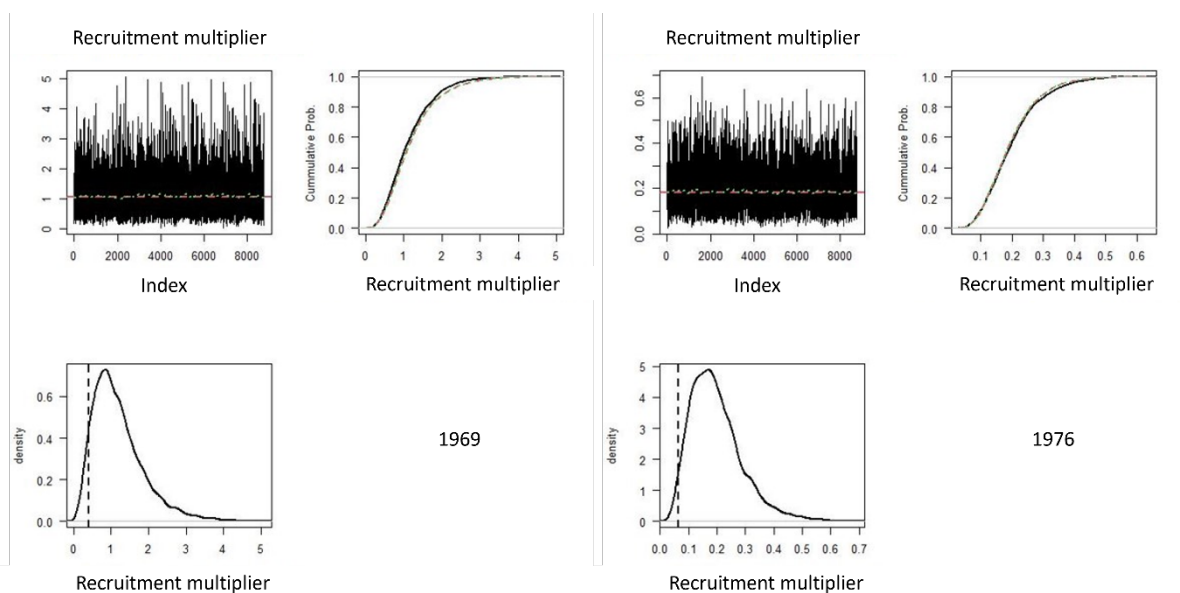 Recruitment multiplier
5
4
3
2
1
0
0 2000 4000 6000 8000
Index
Cummulative Prob.
1.0
0.8
0.6
0.4
0.2
0.0
0 1 2 3 4 5
Recruitment multiplier
density
0.6
0.4
0.2
0.0
0 1 2 3 4 5
Recruitment multiplier
1969
Recruitment multiplier
0.6
0.4
0.2
0.0
0 2000 4000 6000 8000
Index
Cummulative Prob.
1.0
0.8
0.6
0.4
0.2
0.0
0.1 0.2 0.3 0.4 0.5 0.6
Recruitment multiplier
density
5
4
3
2
1
0
0.0 0.1 0.2 0.3 0.4 0.5 0.6 0.7
Recruitment multiplier
1976